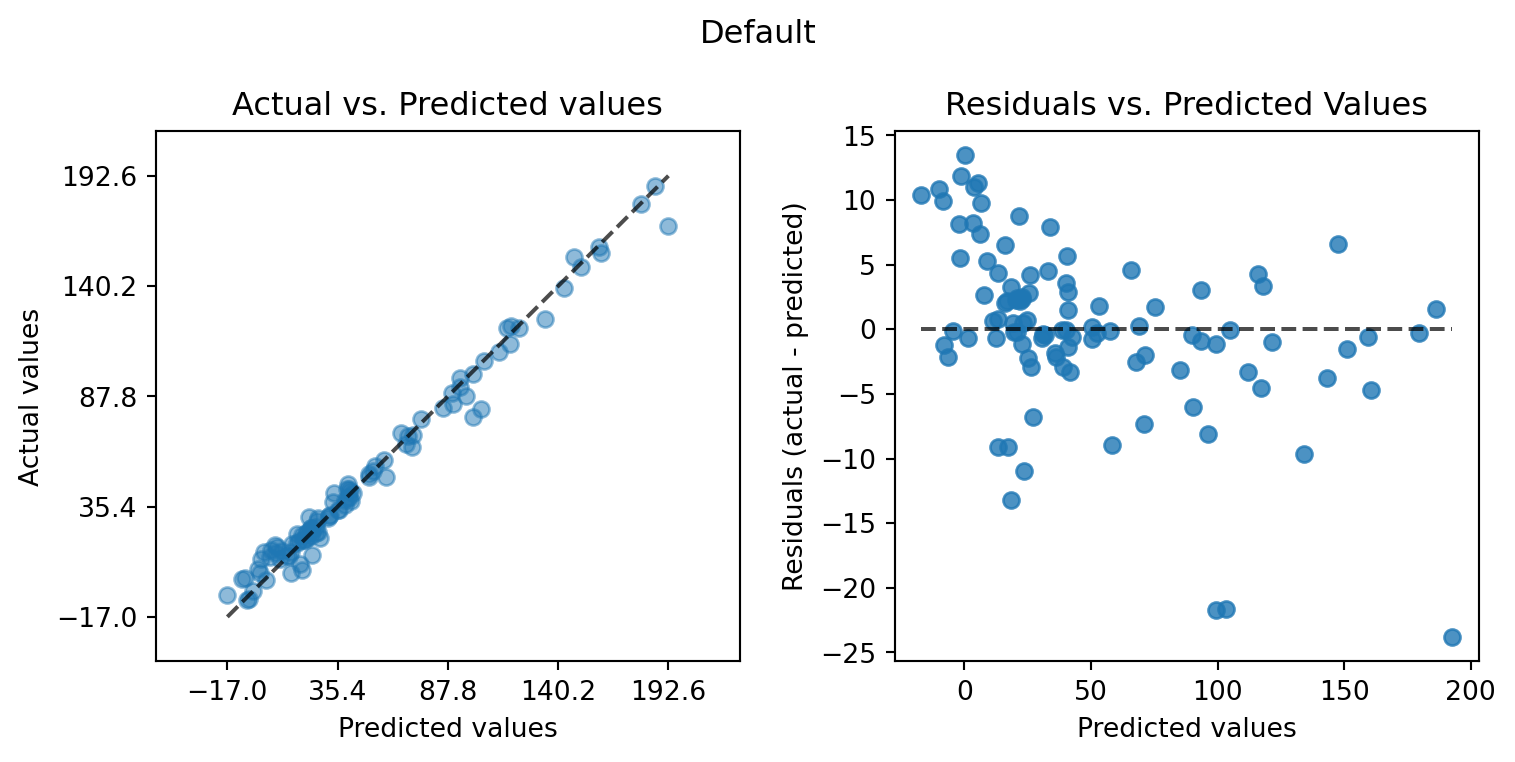 Default
Actual vs. Predicted values
192.6
140.2
87.8
35.4
−17.0
Actual values
−17.0 35.4 87.8 140.2 192.6
Predicted values
Residuals vs. Predicted Values
15
10
5
0
−5
−10
−15
−20
−25
Residuals (actual - predicted)
0 50 100 150 200
Predicted values